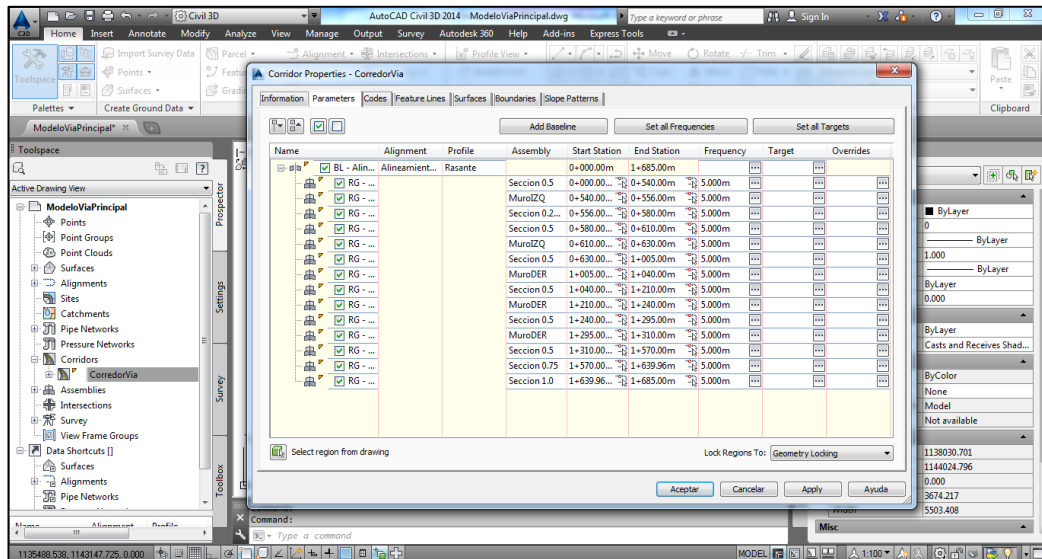 Civil 3D
AutoCAD Civil 3D 2014 ModeloViaPrincipal.dwg
Type a keyword or phrase
Sign In
C3D
Home Insert Annotate Modify Analyze View Manage Output Survey Autodesk 360 Help Add-ins Express Tools
Toolspace
Import Survey Data
Points
Surfaces
Parcel
Alignment
Intersections
Profile View
Move
Rotate
Trim
Paste
Palettes
Create Ground Data
Clipboard
ModeloViaPrincipal*
Toolspace
Active Drawing View
ModeloViaPrincipal
Points
Point Groups
Point Clouds
Surfaces
Alignments
Sites
Catchments
Pipe Networks
Pressure Networks
Corridors
CorredorVia
Assemblies
Intersections
Survey
View Frame Groups
Data Shortcuts []
Surfaces
Alignments
Pipe Networks
Prospector
Settings
Survey
Toolbox
Corridor Properties - CorredorVia
Information Parameters Codes Feature Lines Surfaces Boundaries Slope Patterns
Add Baseline Set all Frequencies Set all Targets
Name Alignment Profile Assembly Start Station End Station Frequency Target Overrides
BL - Alin... Alineamient... Rasante 0+000.00m 1+685.00m
RG - ... Seccion 0.5 0+000.00... 0+540.00m 5.000m
RG - ... MuroIZQ 0+540.00... 0+556.00m 5.000m
RG - ... Seccion 0.2... 0+556.00... 0+580.00m 5.000m
RG - ... Seccion 0.5 0+580.00... 0+610.00m 5.000m
RG - ... MuroIZQ 0+610.00... 0+630.00m 5.000m
RG - ... Seccion 0.5 0+630.00... 1+005.00m 5.000m
RG - ... MuroDER 1+005.00... 1+040.00m 5.000m
RG - ... Seccion 0.5 1+040.00... 1+210.00m 5.000m
RG - ... MuroDER 1+210.00... 1+240.00m 5.000m
RG - ... Seccion 0.5 1+240.00... 1+295.00m 5.000m
RG - ... MuroDER 1+295.00... 1+310.00m 5.000m
RG - ... Seccion 0.5 1+310.00... 1+570.00m 5.000m
RG - ... Seccion 0.75 1+570.00... 1+639.96m 5.000m
RG - ... Seccion 1.0 1+639.96... 1+685.00m 5.000m
Select region from drawing
Lock Regions To: Geometry Locking
Aceptar Cancelar Apply Ayuda
ByLayer
0
ByLayer
1.000
ByLayer
ByLayer
0.000
ByLayer
Casts and Receives Shad...
ByColor
None
Model
Not available
1138030.701
1144024.796
0.000
3674.217
Width 5503.408
Misc
Command:
Type a command
1135488.538, 1143147.725, 0.000
MODEL
1:100